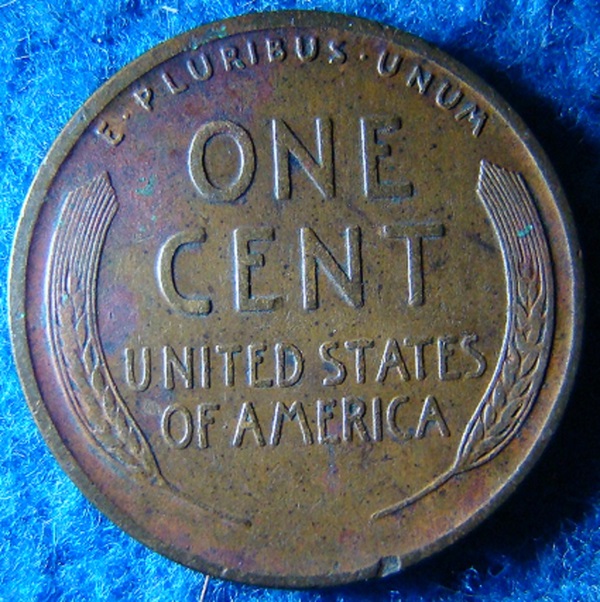 E·PLURIBUS·UNUM
ONE
CENT
UNITED STATES
OF AMERICA